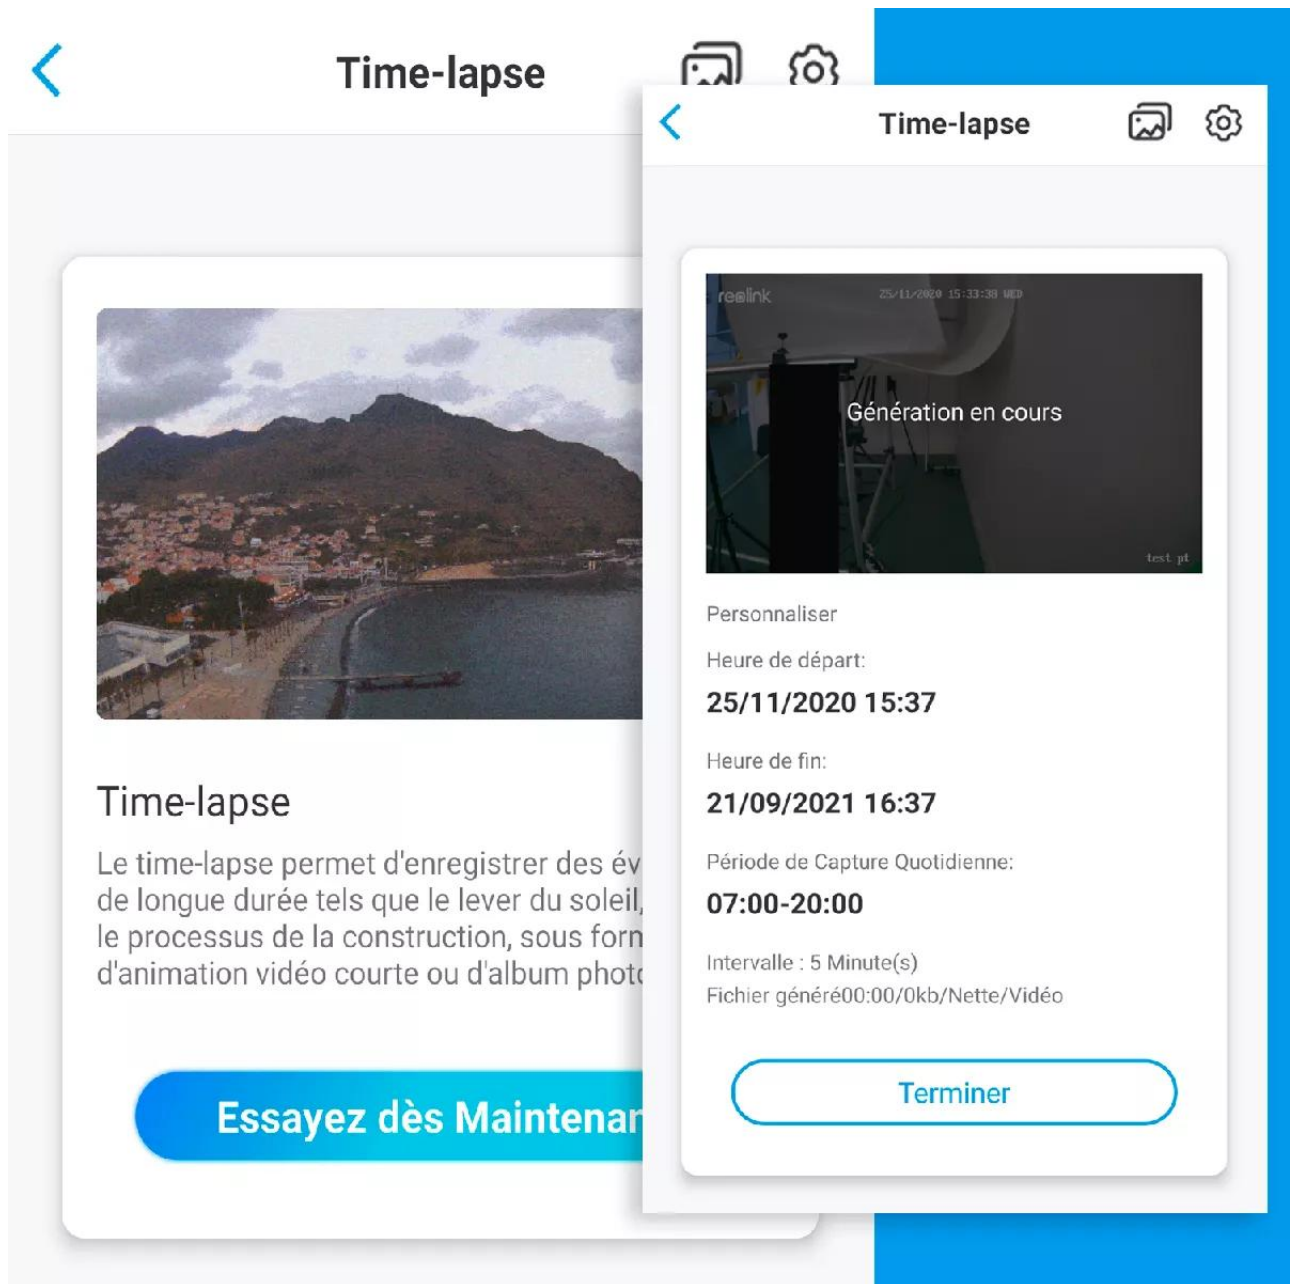 Time-lapse
Time-lapse
Le time-lapse permet d'enregistrer des év
de longue durée tels que le lever du soleil,
le processus de la construction, sous form
d'animation vidéo courte ou d'album photo
Essayez dès Maintenan
Time-lapse
reolink
25/11/2020 15:33:38 WED
Génération en cours
test pt
Personnaliser
Heure de départ:
25/11/2020 15:37
Heure de fin:
21/09/2021 16:37
Période de Capture Quotidienne:
07:00-20:00
Intervalle : 5 Minute(s)
Fichier généré00:00/0kb/Nette/Vidéo
Terminer